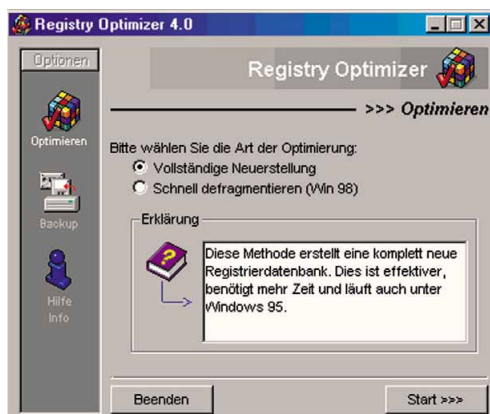 Registry Optimizer 4.0
Optionen
Optimieren
Backup
Hilfe
Info
Registry Optimizer
>>> Optimieren
Bitte wählen Sie die Art der Optimierung:
Vollständige Neuerstellung
Schnell defragmentieren (Win 98)
Erklärung
Diese Methode erstellt eine komplett neue
Registrierdatenbank. Dies ist effektiver,
benötigt mehr Zeit und läuft auch unter
Windows 95.
Beenden
Start >>>